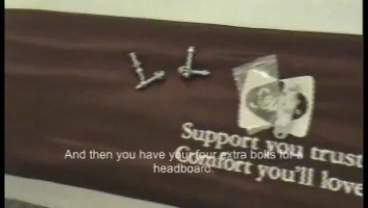 Support you trust
Comfort you'll love
And then you have your four extra bolts for a
headboard.